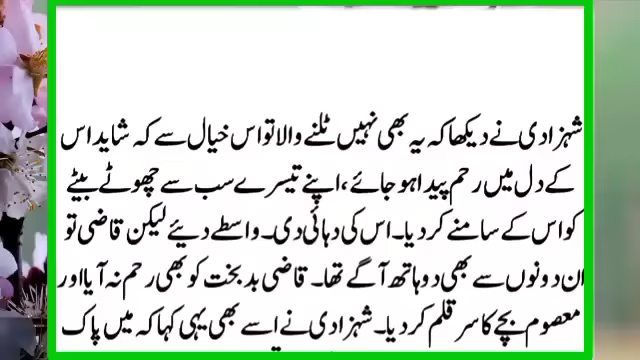 شہزادی نے دیکھا کہ یہ بھی نہیں ٹلنے والا تو اس خیال سے کہ شاید اس
کے دل میں رحم پیدا ہو جائے، اپنے تیسرے سب سے چھوٹے بیٹے
کو اس کے سامنے کر دیا۔ اس کی دہائی دی۔ واسطے دیئے لیکن قاضی تو
ان دونوں سے بھی دو ہاتھ آگے تھا۔ قاضی بد بخت کو بھی رحم نہ آیا اور
معصوم بچے کا سر قلم کر دیا۔ شہزادی نے اسے بھی یہی کہا کہ میں پاک